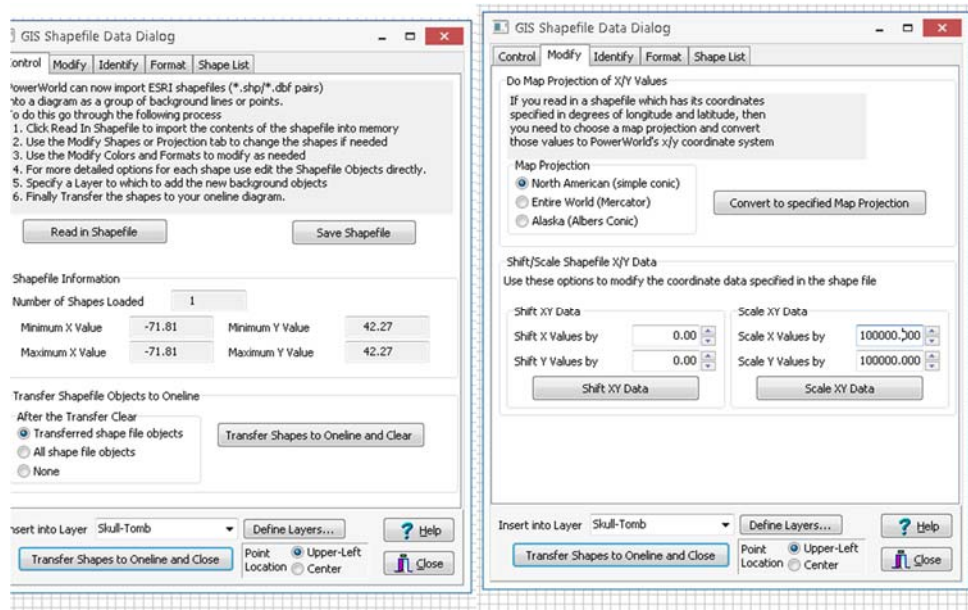 GIS Shapefile Data Dialog
ontrol Modify Identify Format Shape List
PowerWorld can now import ESRI shapefiles (*.shp/*.dbf pairs)
nto a diagram as a group of background lines or points.
To do this go through the following process
1. Click Read In Shapefile to import the contents of the shapefile into memory
2. Use the Modify Shapes or Projection tab to change the shapes if needed
3. Use the Modify Colors and Formats to modify as needed
4. For more detailed options for each shape use edit the Shapefile Objects directly.
5. Specify a Layer to which to add the new background objects
6. Finally Transfer the shapes to your oneline diagram.
Read in Shapefile Save Shapefile
Shapefile Information
Number of Shapes Loaded 1
Minimum X Value -71.81 Minimum Y Value 42.27
Maximum X Value -71.81 Maximum Y Value 42.27
Transfer Shapefile Objects to Oneline
After the Transfer Clear
Transferred shape file objects
All shape file objects
None
Transfer Shapes to Oneline and Clear
nsert into Layer Skull-Tomb Define Layers... ? Help
Transfer Shapes to Oneline and Close Point Location Upper-Left Center Close
GIS Shapefile Data Dialog
Control Modify Identify Format Shape List
Do Map Projection of X/Y Values
If you read in a shapefile which has its coordinates
specified in degrees of longitude and latitude, then
you need to choose a map projection and convert
those values to PowerWorld's x/y coordinate system
Map Projection
North American (simple conic)
Entire World (Mercator)
Alaska (Albers Conic)
Convert to specified Map Projection
Shift/Scale Shapefile X/Y Data
Use these options to modify the coordinate data specified in the shape file
Shift XY Data
Shift X Values by 0.00
Shift Y Values by 0.00
Shift XY Data
Scale XY Data
Scale X Values by 100000.000
Scale Y Values by 100000.000
Scale XY Data
Insert into Layer Skull-Tomb Define Layers... ? Help
Transfer Shapes to Oneline and Close Point Location Upper-Left Center Close